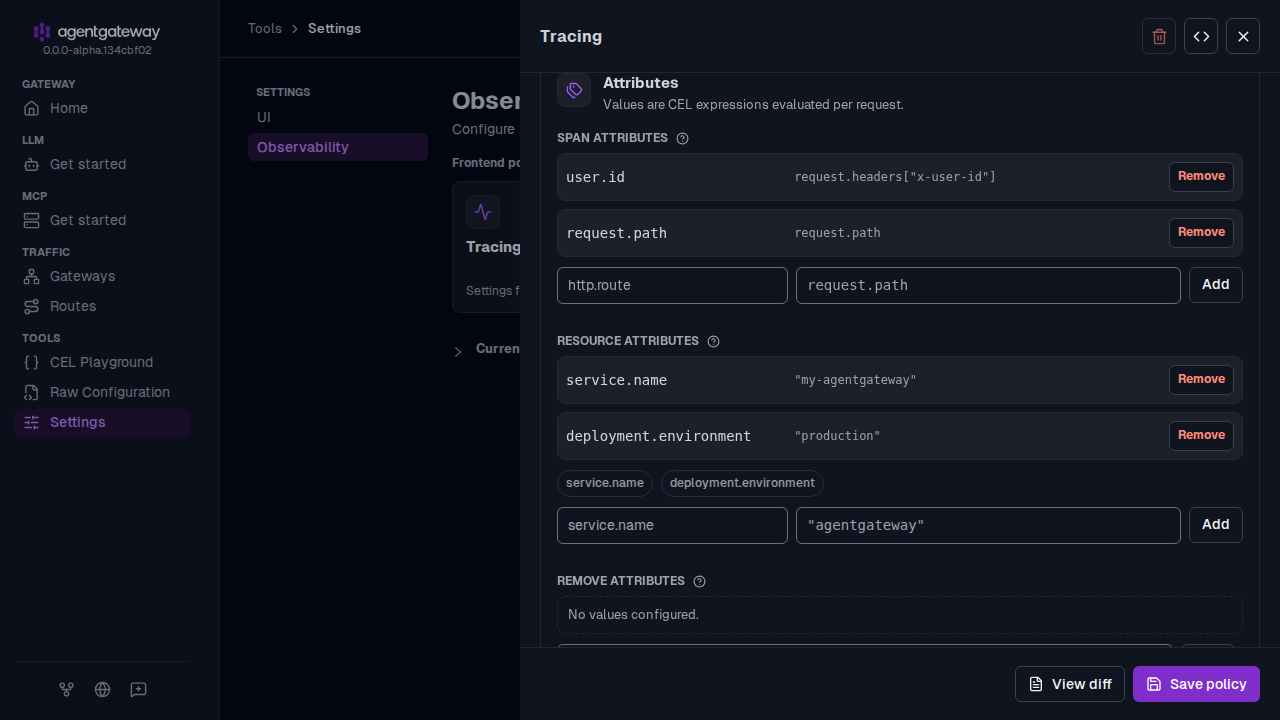 agentgateway
0.0.0-alpha.134cbf02
GATEWAY
Home
LLM
Get started
MCP
Get started
TRAFFIC
Gateways
Routes
TOOLS
CEL Playground
Raw Configuration
Settings
Tools > Settings
SETTINGS
UI
Observability
Obser
Configure
Frontend po
Tracing
Settings f
Curren
Tracing
Attributes
Values are CEL expressions evaluated per request.
SPAN ATTRIBUTES
user.id request.headers["x-user-id"] Remove
request.path request.path Remove
http.route request.path Add
RESOURCE ATTRIBUTES
service.name "my-agentgateway" Remove
deployment.environment "production" Remove
service.name deployment.environment
service.name "agentgateway" Add
REMOVE ATTRIBUTES
No values configured.
View diff Save policy